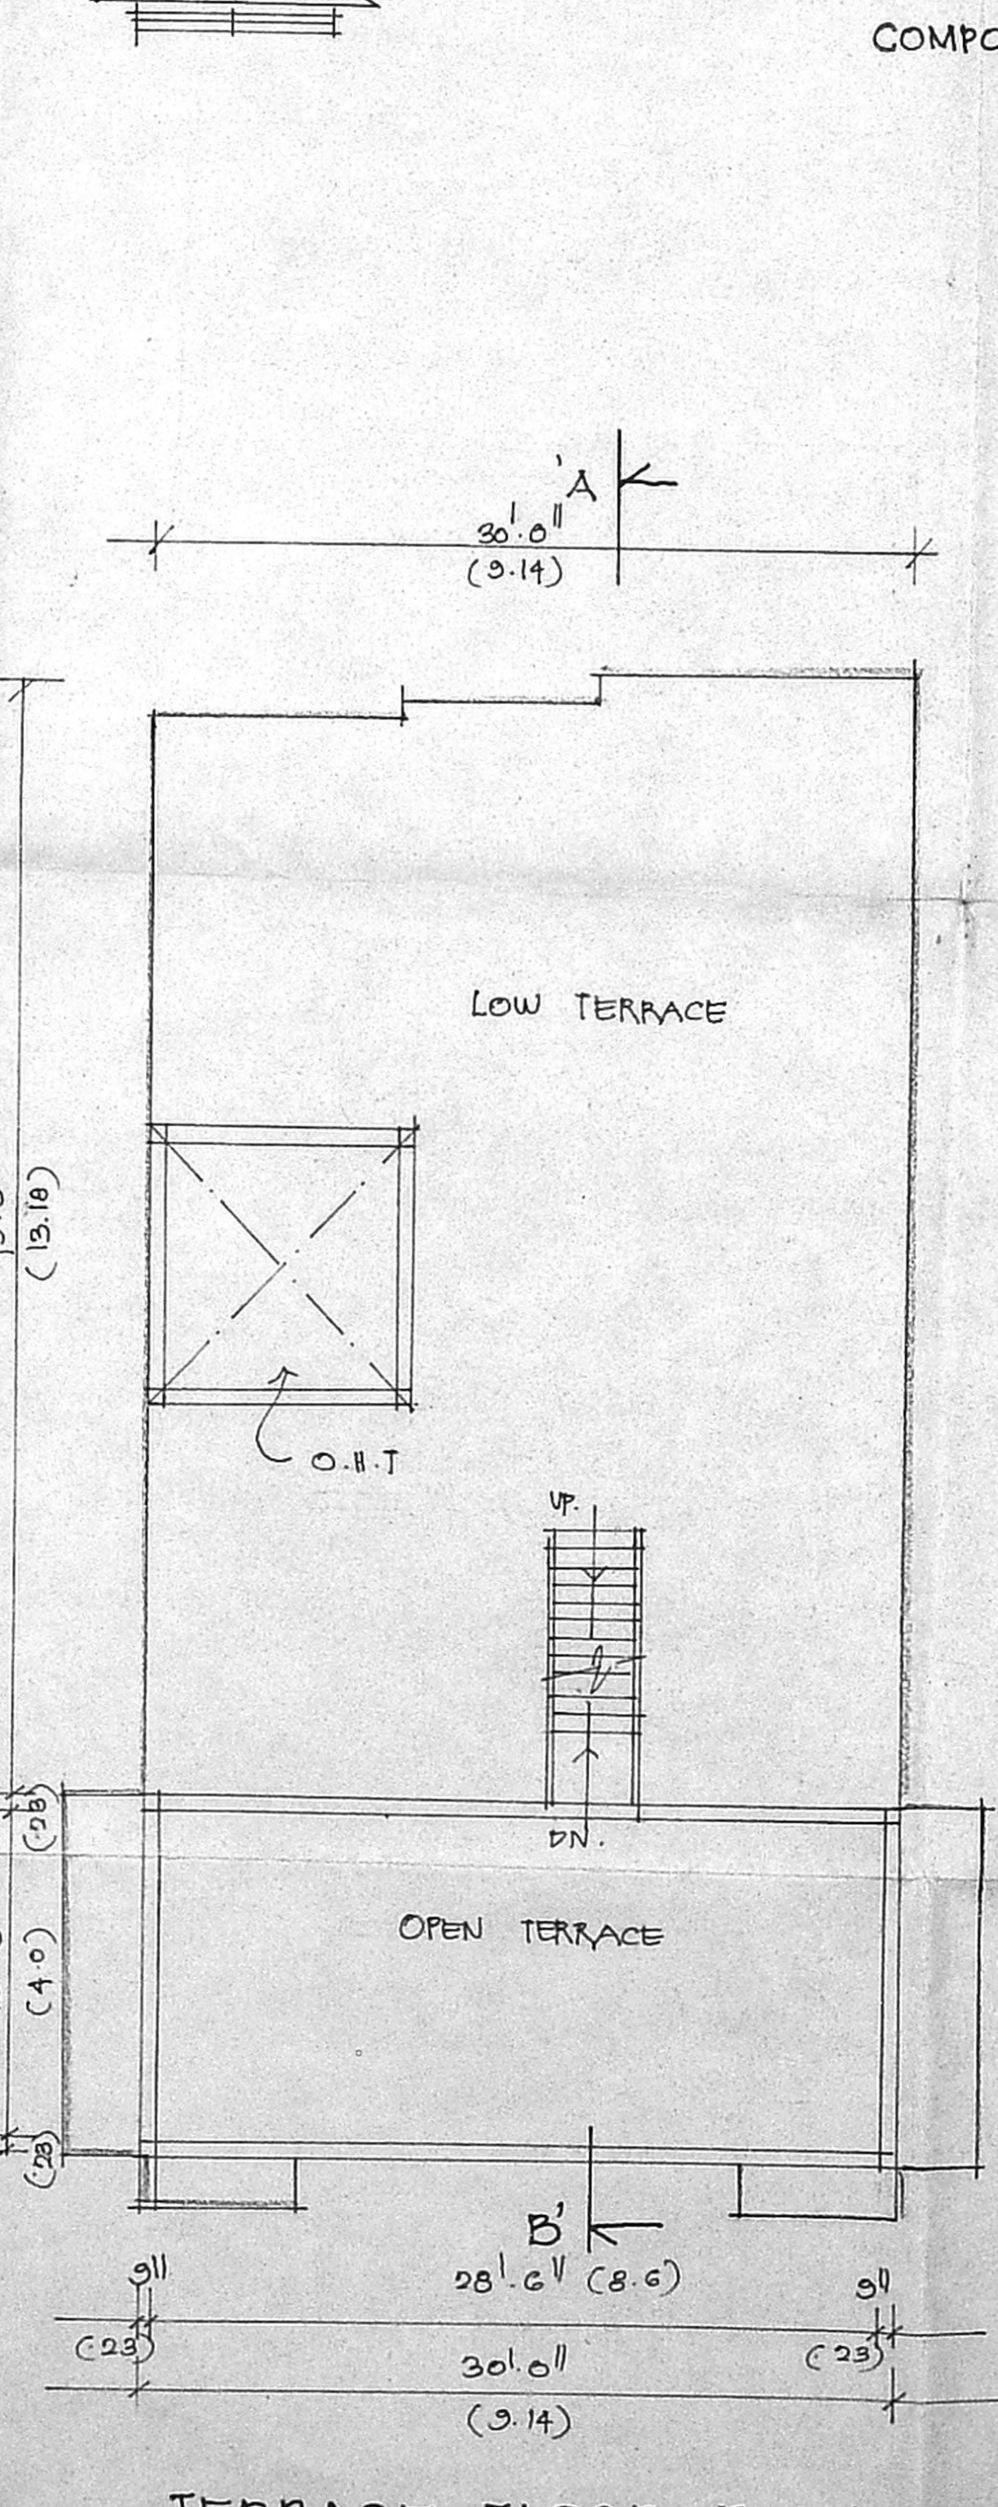 COMPO
'A
30'.0"
(9.14)
LOW TERRACE
(13.18)
O.H.T
UP.
(.23)
DN.
OPEN TERRACE
(4.0)
(.23)
B'
9"
28'.6" (8.6)
9"
(.23)
30'.0"
(.23)
(9.14)